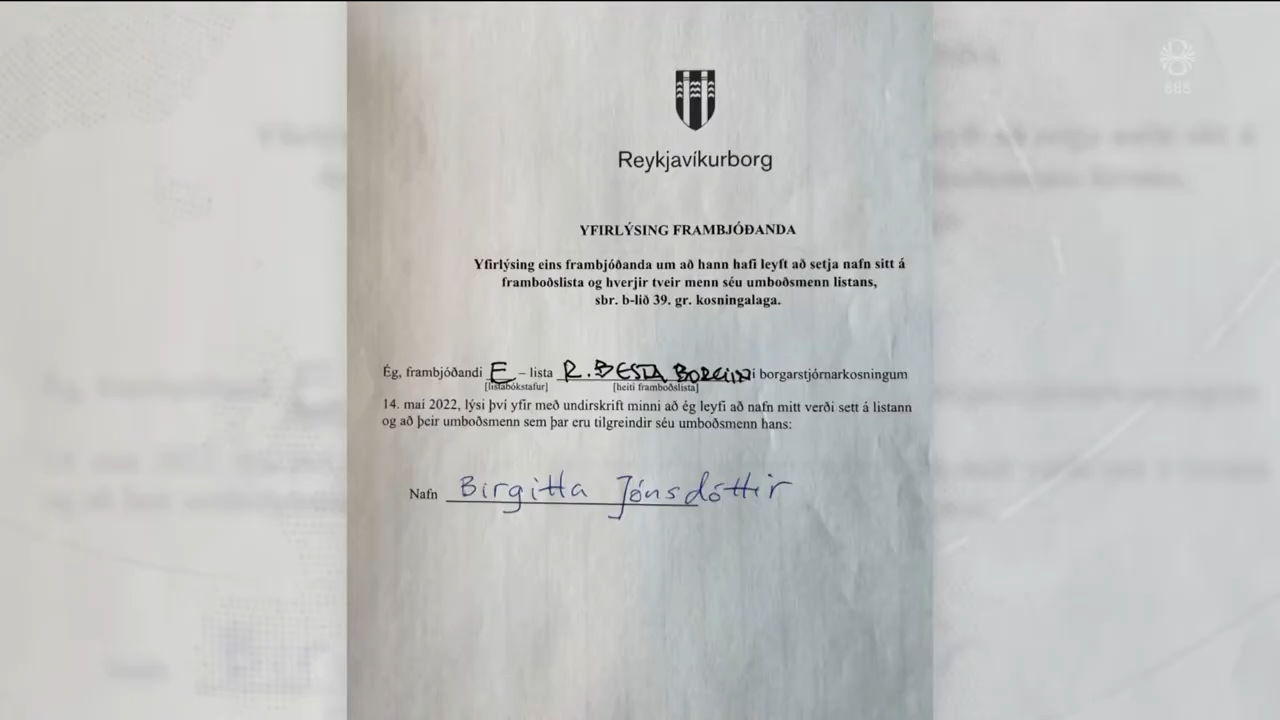 888
Reykjavíkurborg
YFIRLÝSING FRAMBJÓÐANDA
Yfirlýsing eins frambjóðanda um að hann hafi leyft að setja nafn sitt á
framboðslista og hverjir tveir menn séu umboðsmenn listans,
sbr. b-lið 39. gr. kosningalaga.
Ég, frambjóðandi E – lista R. BESTA BORGIN í borgarstjórnarkosningum
[listabókstafur] [heiti framboðslista]
14. maí 2022, lýsi því yfir með undirskrift minni að ég leyfi að nafn mitt verði sett á listann
og að þeir umboðsmenn sem þar eru tilgreindir séu umboðsmenn hans:
Nafn Birgitta Jónsdóttir